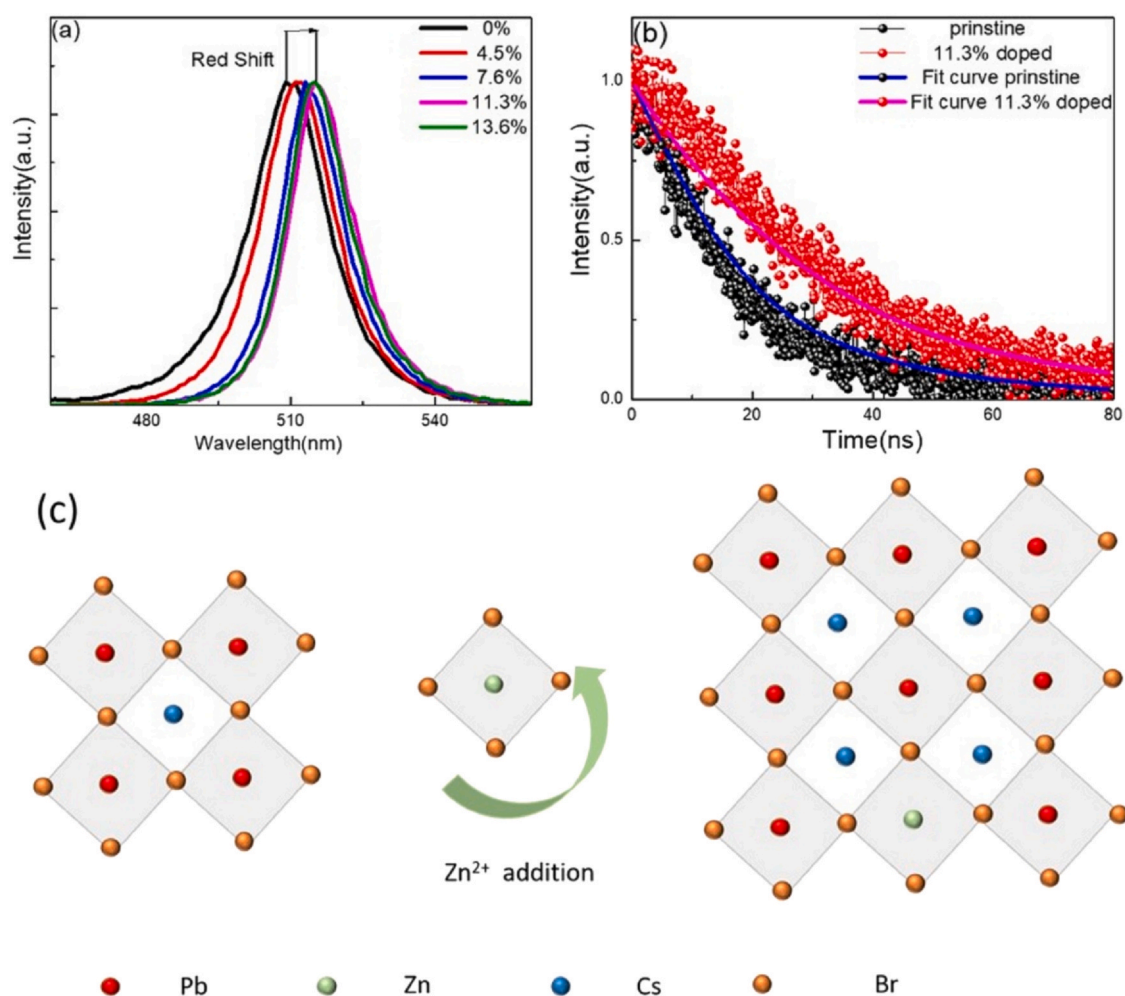 (a)
Red Shift
0%
4.5%
7.6%
11.3%
13.6%
Intensity(a.u.)
480
510
540
Wavelength(nm)
(b)
prinstine
11.3% doped
Fit curve prinstine
Fit curve 11.3% doped
Intensity(a.u.)
1.0
0.5
0.0
0
20
40
60
80
Time(ns)
(c)
Zn²⁺ addition
Pb
Zn
Cs
Br